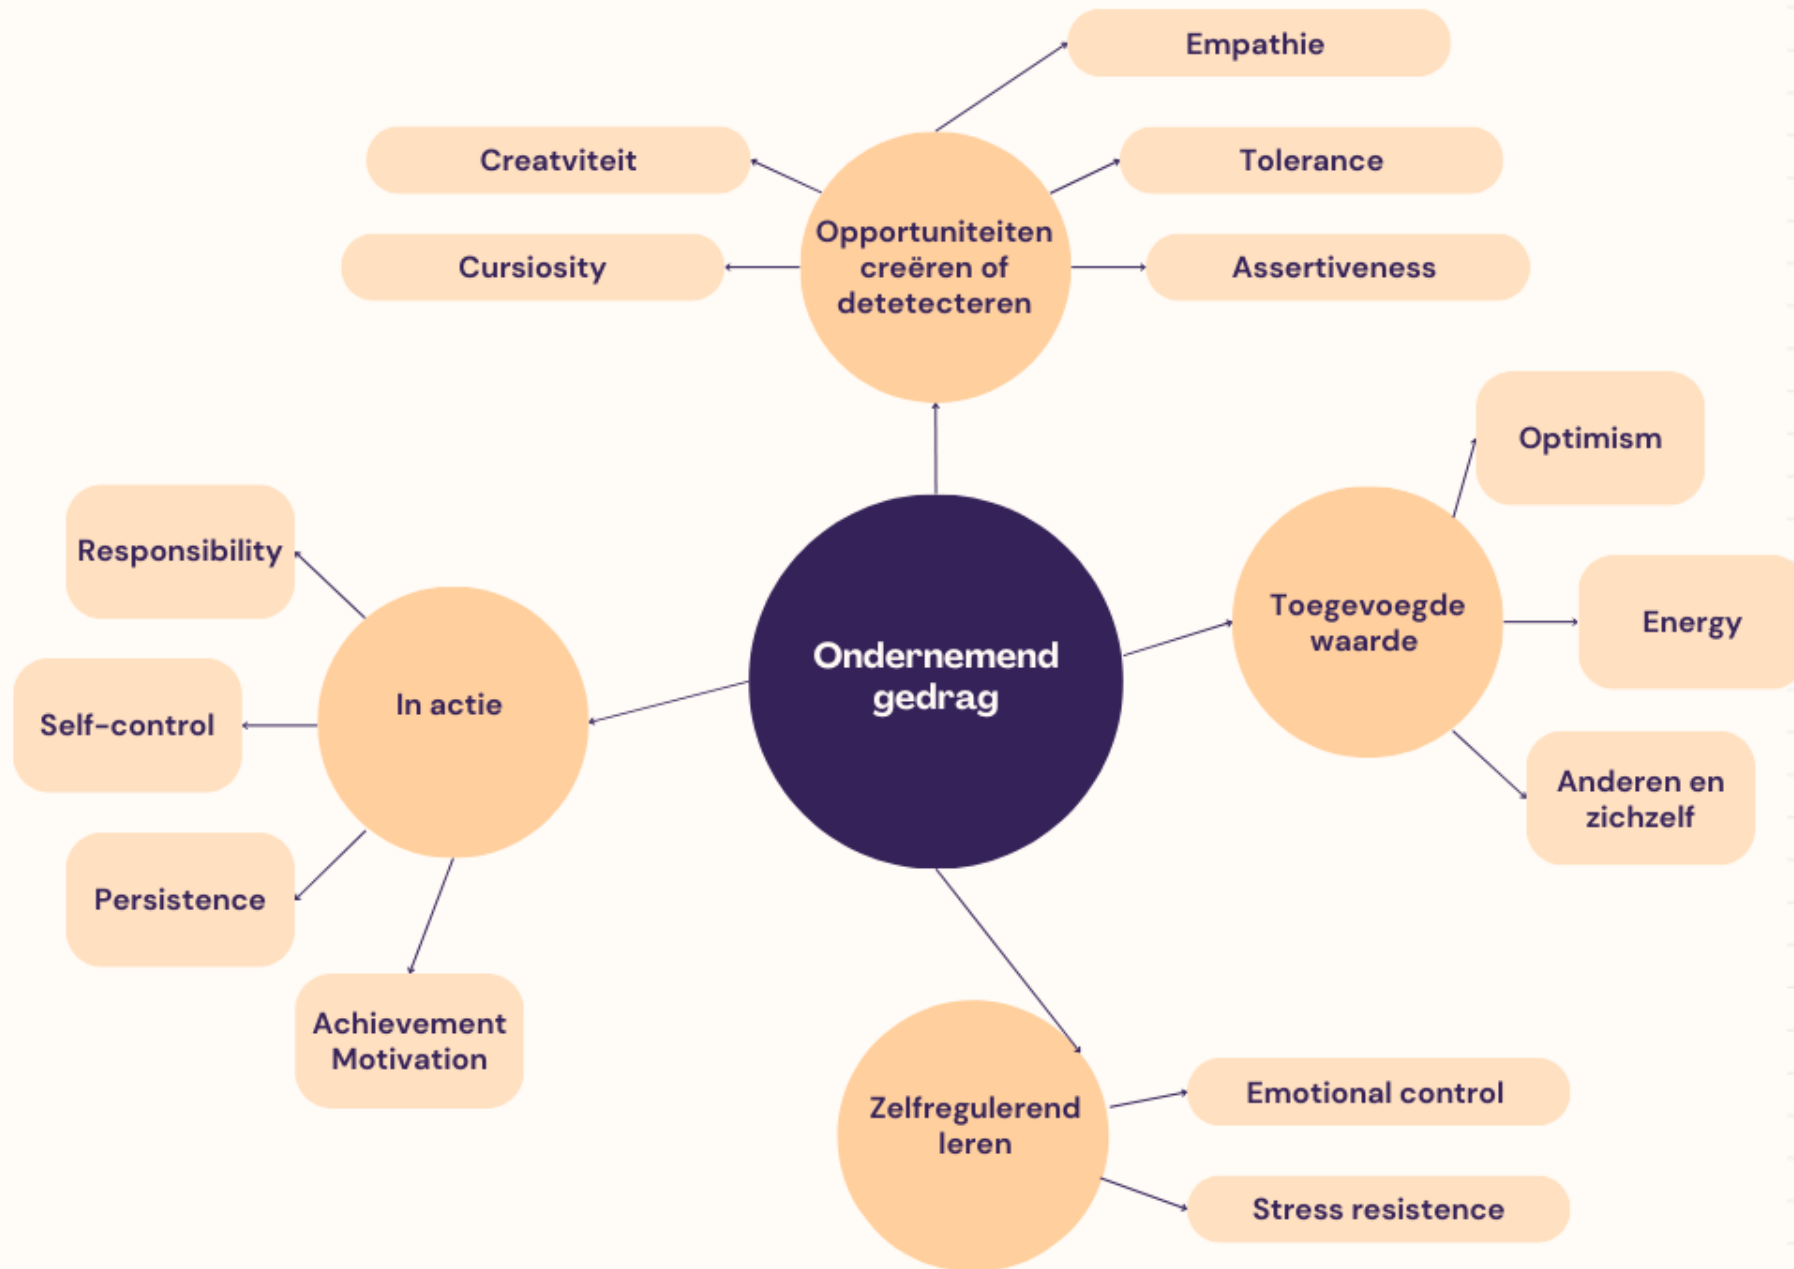 Empathie
Creatviteit
Tolerance
Opportuniteiten
creëren of
detetecteren
Cursiosity
Assertiveness
Optimism
Responsibility
Toegevoegde
waarde
Energy
Ondernemend
gedrag
In actie
Self-control
Anderen en
zichzelf
Persistence
Achievement
Motivation
Zelfregulerend
leren
Emotional control
Stress resistence